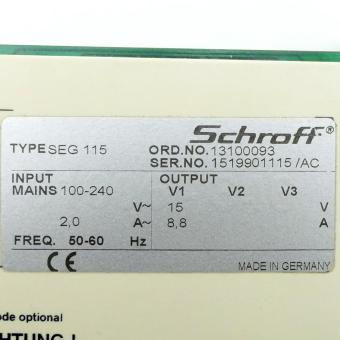 Schroff®
TYPE SEG 115 ORD.NO. 13100093
SER.NO. 1519901115 /AC
INPUT OUTPUT
MAINS 100-240 V1 V2 V3
V~ 15 V
2,0 A~ 8,8 A
FREQ. 50-60 Hz
CE MADE IN GERMANY
ode optional
HTUNG !